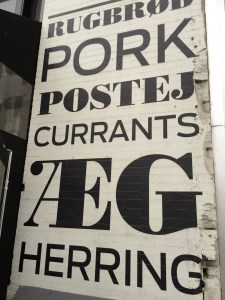 RUGBRØD
PORK
POSTEJ
CURRANTS
ÆG
HERRING